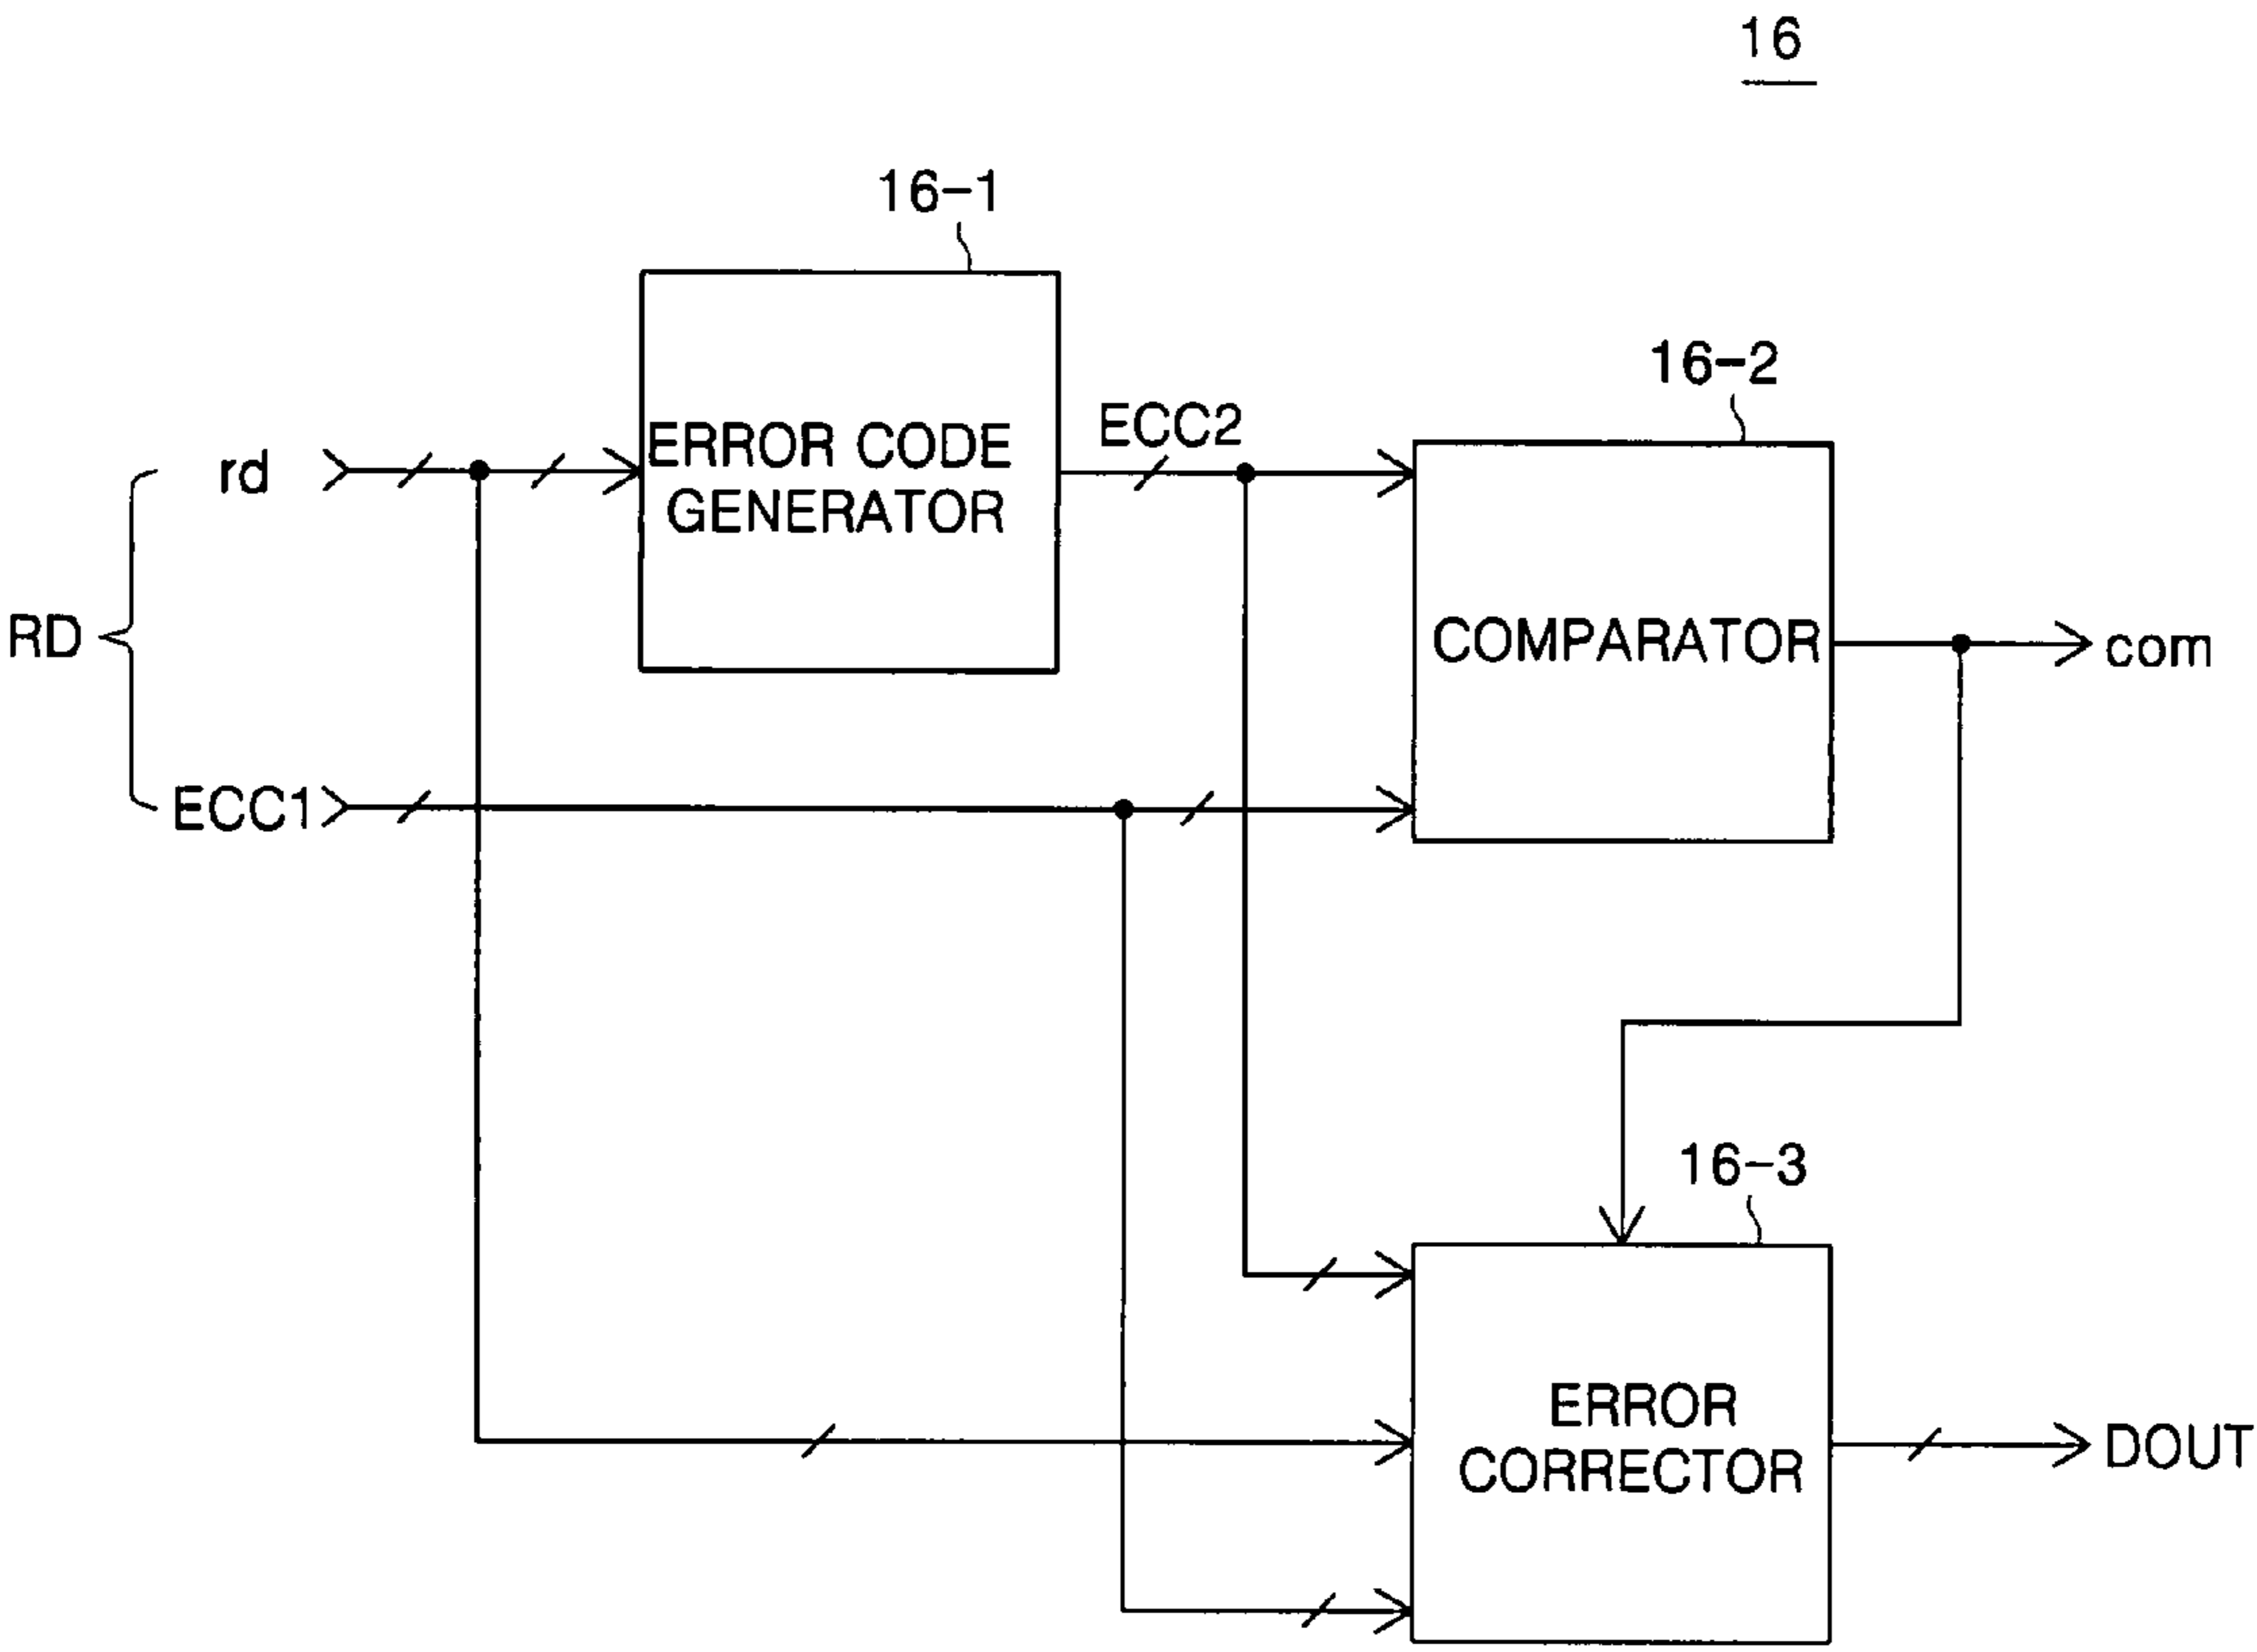 16
16-1
16-2
ERROR CODE
GENERATOR
ECC2
rd
RD
COMPARATOR
com
ECC1
16-3
ERROR
CORRECTOR
DOUT